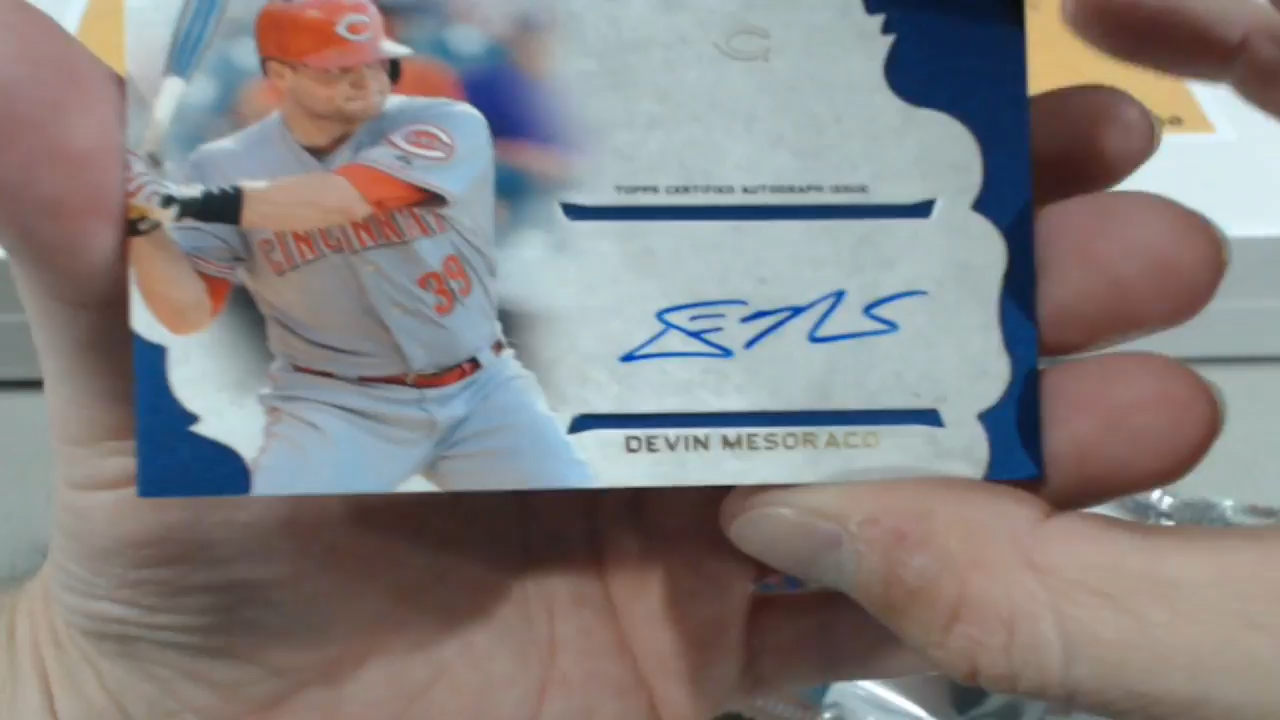 C
C
TOPPS CERTIFIED AUTOGRAPH ISSUE
CINCINNATI
39
DEVIN MESORACO